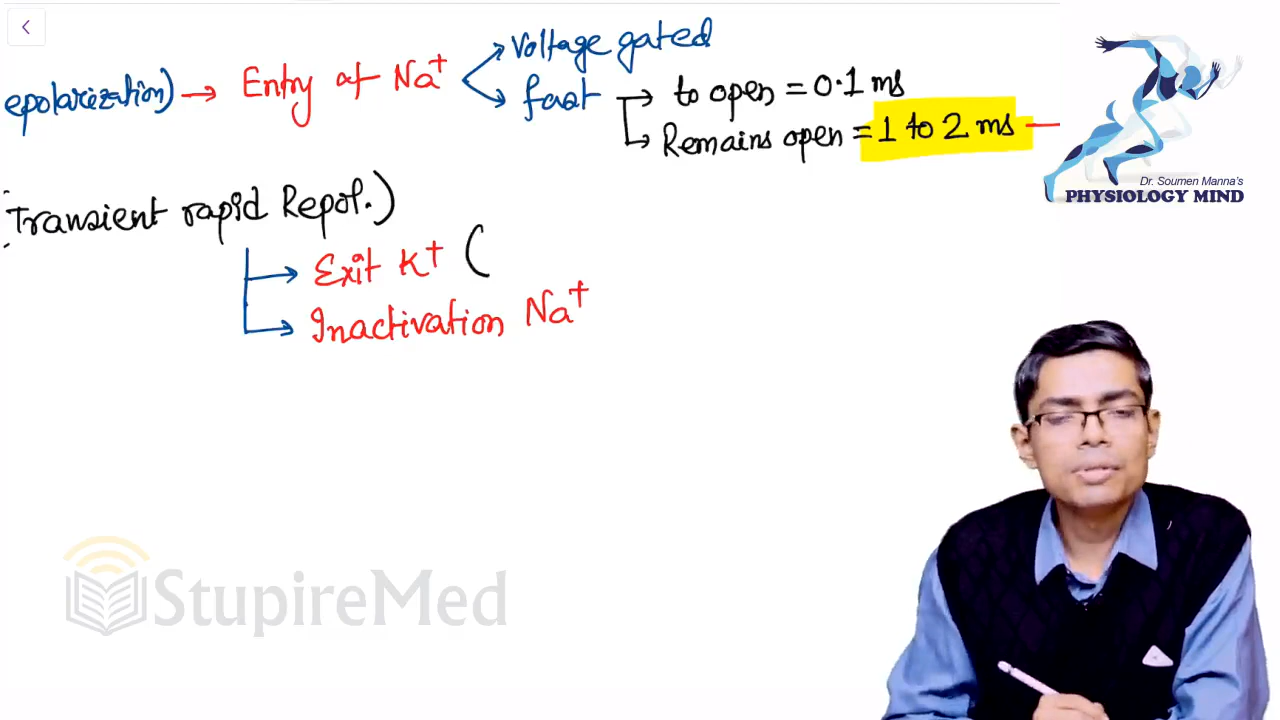 Voltage gated
epolarization) → Entry of Na+
fast
to open = 0.1 ms
Remains open = 1 to 2 ms
Dr. Soumen Manna's
PHYSIOLOGY MIND
Transient rapid Repol.)
Exit K+ (
Inactivation Na+
StupireMed